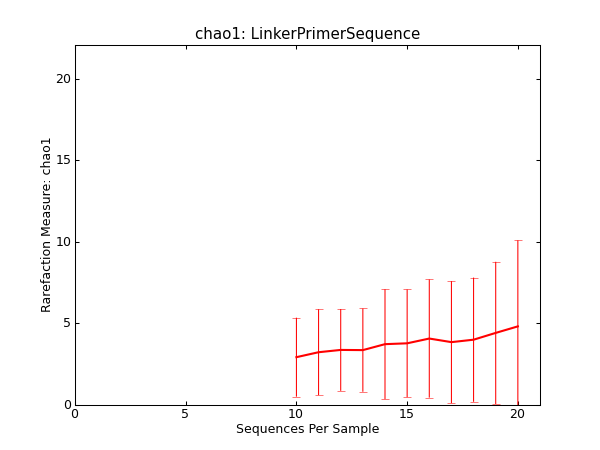 chao1: LinkerPrimerSequence
Rarefaction Measure: chao1
20
15
10
5
0
0 5 10 15 20
Sequences Per Sample